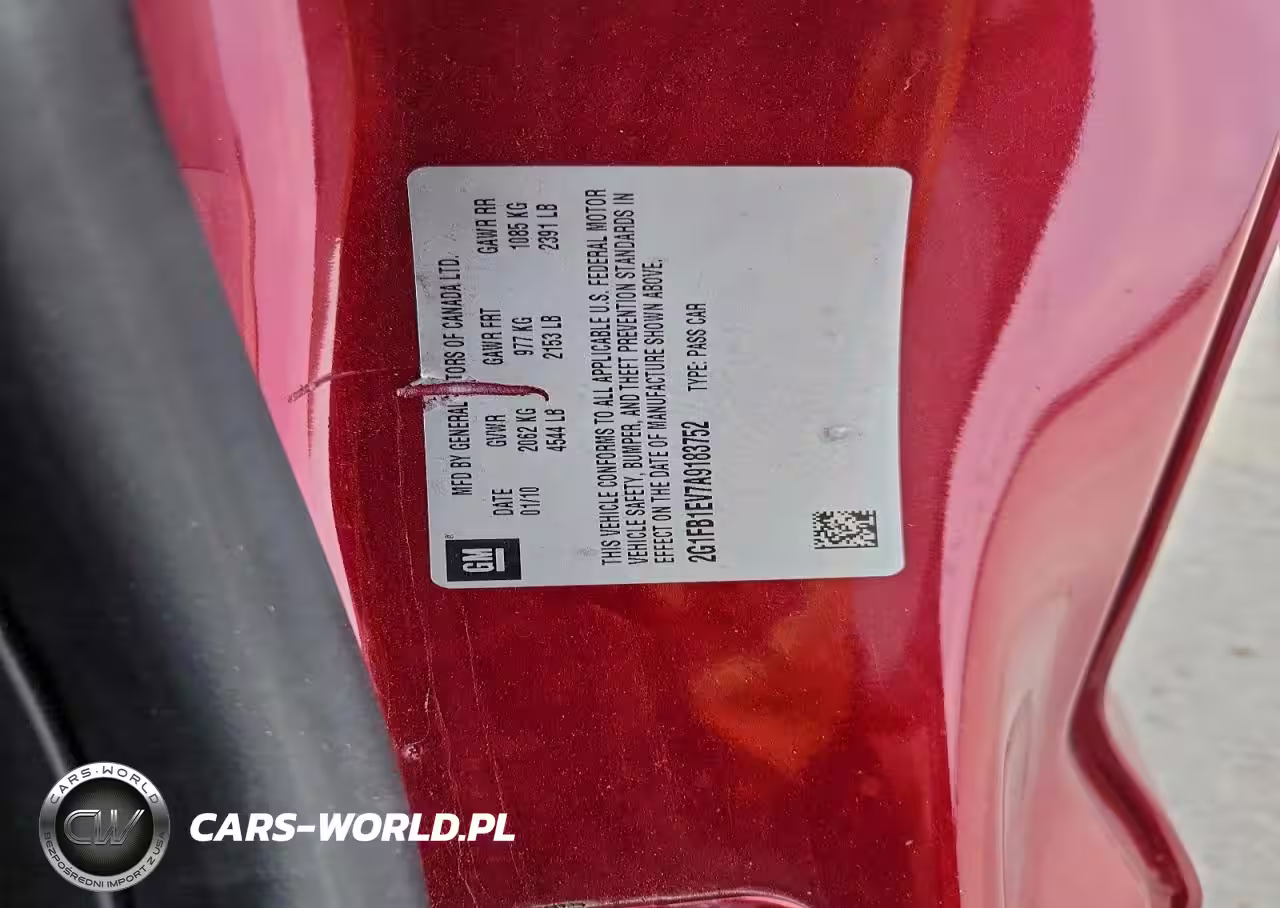 GM
MFD BY GENERAL TORS OF CANADA LTD.
DATE GVWR GAWR FRT GAWR RR
01/10 2062 KG 977 KG 1085 KG
4544 LB 2153 LB 2391 LB
THIS VEHICLE CONFORMS TO ALL APPLICABLE U.S. FEDERAL MOTOR
VEHICLE SAFETY, BUMPER, AND THEFT PREVENTION STANDARDS IN
EFFECT ON THE DATE OF MANUFACTURE SHOWN ABOVE.
2G1FB1EV7A9183752 TYPE: PASS CAR
CARS-WORLD
CW
BEZPOŚREDNI IMPORT Z USA
CARS-WORLD.PL